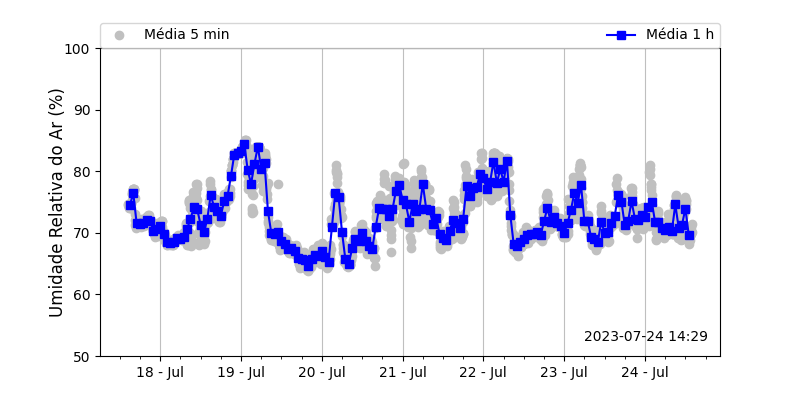 Média 5 min
Média 1 h
100
90
80
70
60
50
Umidade Relativa do Ar (%)
2023-07-24 14:29
18 - Jul
19 - Jul
20 - Jul
21 - Jul
22 - Jul
23 - Jul
24 - Jul